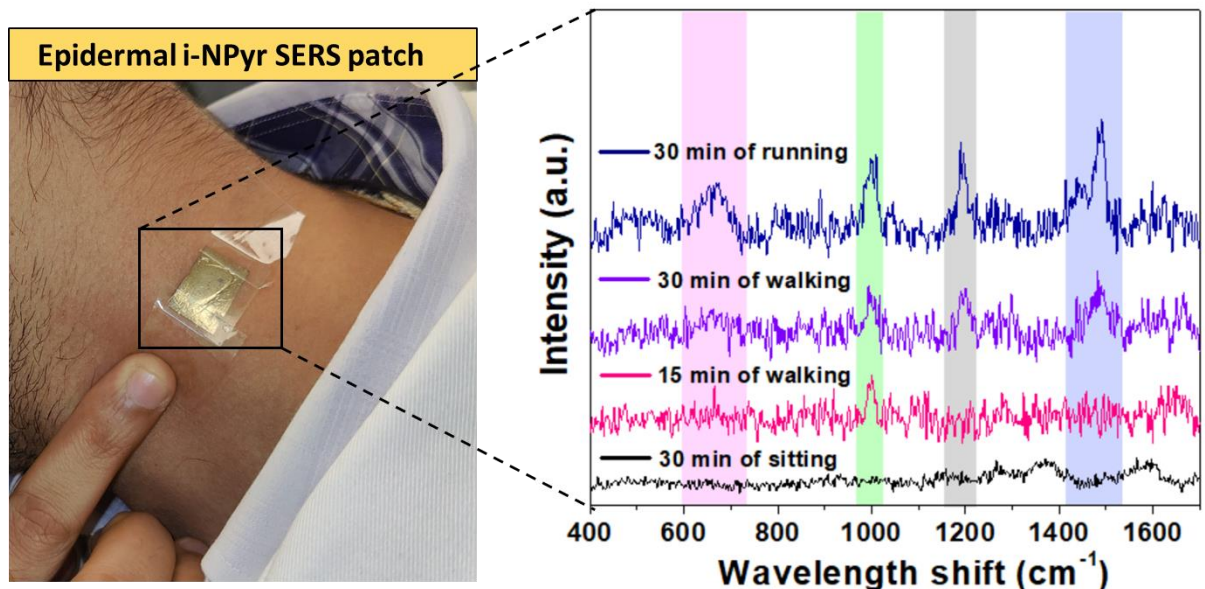 Epidermal i-NPyr SERS patch
Intensity (a.u.)
30 min of running
30 min of walking
15 min of walking
30 min of sitting
400 600 800 1000 1200 1400 1600
Wavelength shift (cm⁻¹)